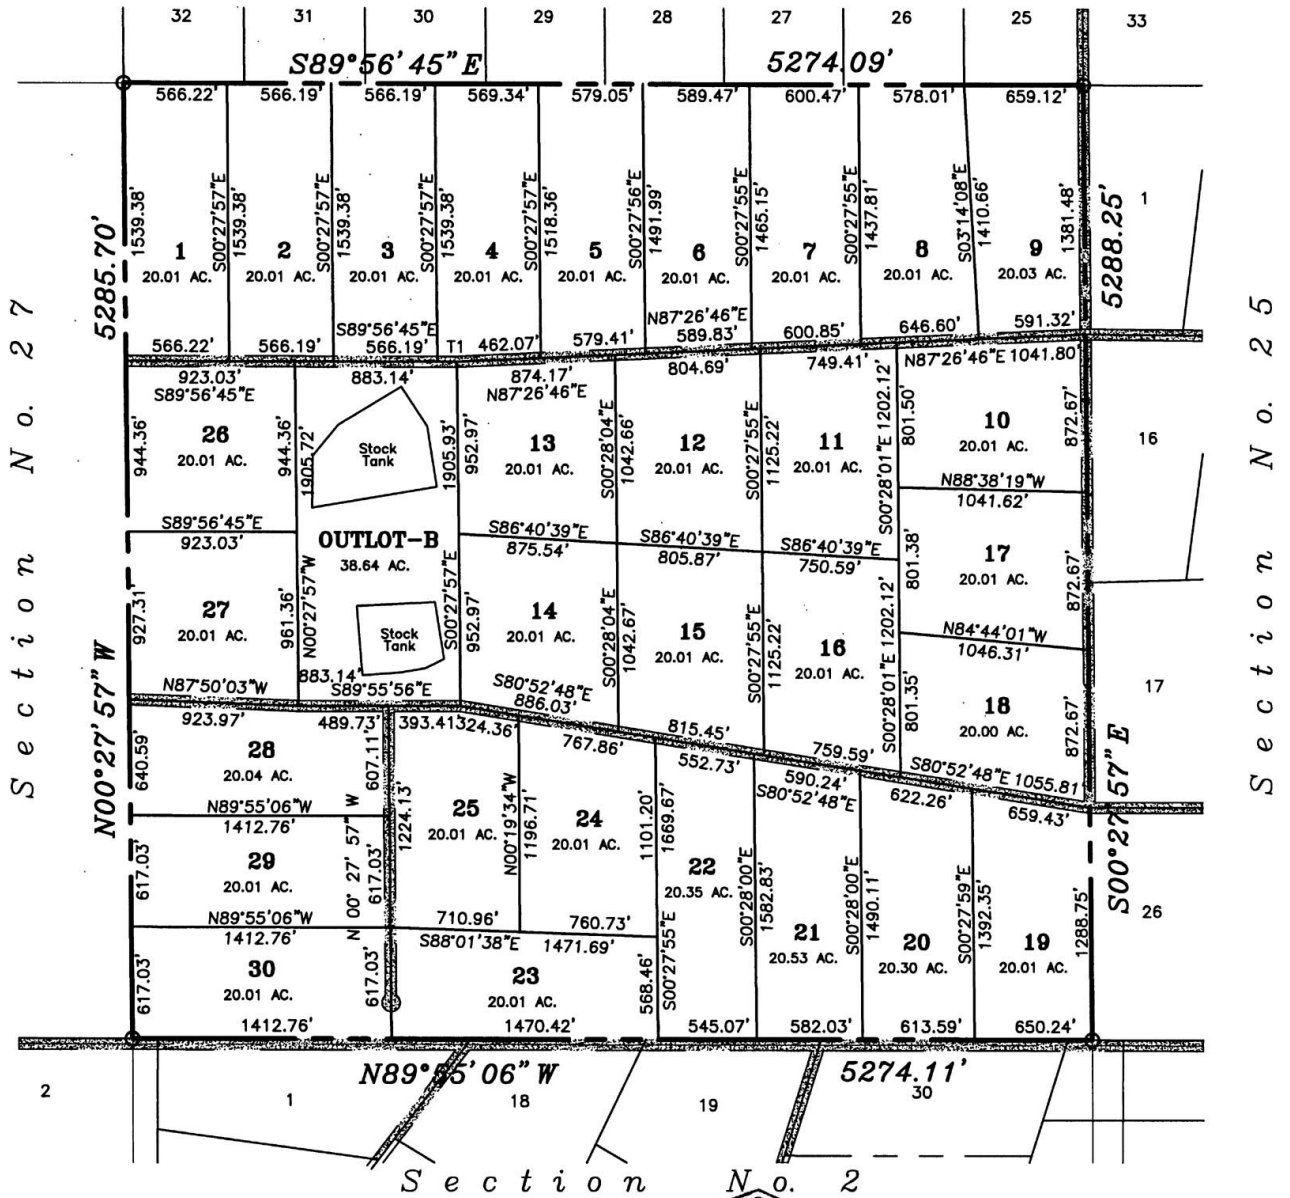 32 31 30 29 28 27 26 25 33
S89°56'45"E 5274.09'
566.22' 566.19' 566.19' 569.34' 579.05' 589.47' 600.47' 578.01' 659.12'
1539.38' S00°27'57"E 1539.38' S00°27'57"E 1539.38' S00°27'57"E 1539.38' S00°27'57"E 1518.36' S00°27'56"E 1491.99' S00°27'55"E 1465.15' S00°27'55"E 1437.81' S03°14'08"E 1410.66' 1381.48'
1 2 3 4 5 6 7 8 9
20.01 AC. 20.01 AC. 20.01 AC. 20.01 AC. 20.01 AC. 20.01 AC. 20.01 AC. 20.01 AC. 20.03 AC.
1
5285.70'
5288.25'
S89°56'45"E N87°26'46"E
566.22' 566.19' 566.19' T1 462.07' 579.41' 589.83' 600.85' 646.60' 591.32'
923.03' 883.14' 874.17' 804.69' 749.41' N87°26'46"E 1041.80'
S89°56'45"E N87°26'46"E
944.36' 944.36' 1905.72' 1905.93' 952.97' S00°28'04"E 1042.66' S00°27'55"E 1125.22' S00°28'01"E 1202.12' 801.50' 872.67'
26
20.01 AC.
Stock
Tank
13
20.01 AC.
12
20.01 AC.
11
20.01 AC.
10
20.01 AC.
16
N88°38'19"W
1041.62'
S89°56'45"E
923.03'
OUTLOT-B
38.64 AC.
S86°40'39"E
875.54'
S86°40'39"E
805.87'
S86°40'39"E
750.59'
17
20.01 AC.
801.38' 872.67'
927.31' 961.36' N00°27'57"W S00°27'57"E 952.97' S00°28'04"E 1042.67' S00°27'55"E 1125.22' S00°28'01"E 1202.12' 801.35' 872.67'
27
20.01 AC.
Stock
Tank
14
20.01 AC.
15
20.01 AC.
16
20.01 AC.
N84°44'01"W
1046.31'
18
20.00 AC.
17
N87°50'03"W 883.14' S89°55'56"E S80°52'48"E
886.03'
815.45' 759.59' S80°52'48"E 1055.81'
923.97' 489.73' 393.41' 324.36' 767.86' 552.73' 590.24' 622.26' 659.43'
S80°52'48"E
N00°27'57"W
S00°27'57"E
640.59' 607.11'
28
20.04 AC.
N89°55'06"W
1412.76'
617.03' N 00° 27' 57" W 617.03' 1224.13'
29
20.01 AC.
N89°55'06"W
1412.76'
617.03' 617.03'
30
20.01 AC.
1412.76'
25
20.01 AC.
N00°19'34"W 1196.71'
24
20.01 AC.
1101.20' 1669.67'
710.96' 760.73'
S88°01'38"E 1471.69'
23
20.01 AC.
568.46' S00°27'55"E
1470.42'
22
20.35 AC.
S00°28'00"E 1582.83'
545.07'
21
20.53 AC.
S00°28'00"E 1490.11'
582.03'
20
20.30 AC.
S00°27'59"E 1392.35'
613.59'
19
20.01 AC.
1288.75'
650.24'
26
N89°55'06"W 5274.11'
2 1 18 19 30
Section No. 27
Section No. 25
Section No. 2